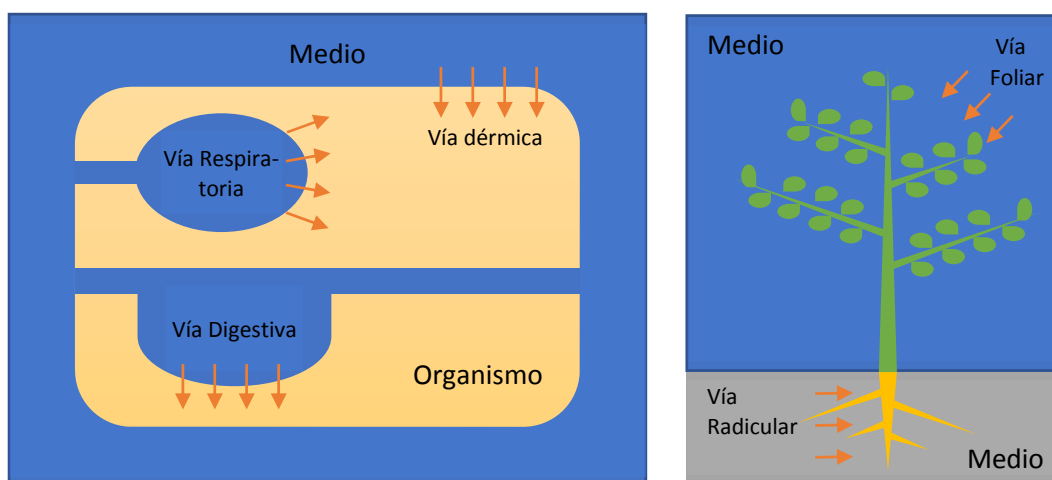 Medio
Vía dérmica
Vía Respira-
toria
Vía Digestiva
Organismo
Medio
Vía
Foliar
Vía
Radicular
Medio